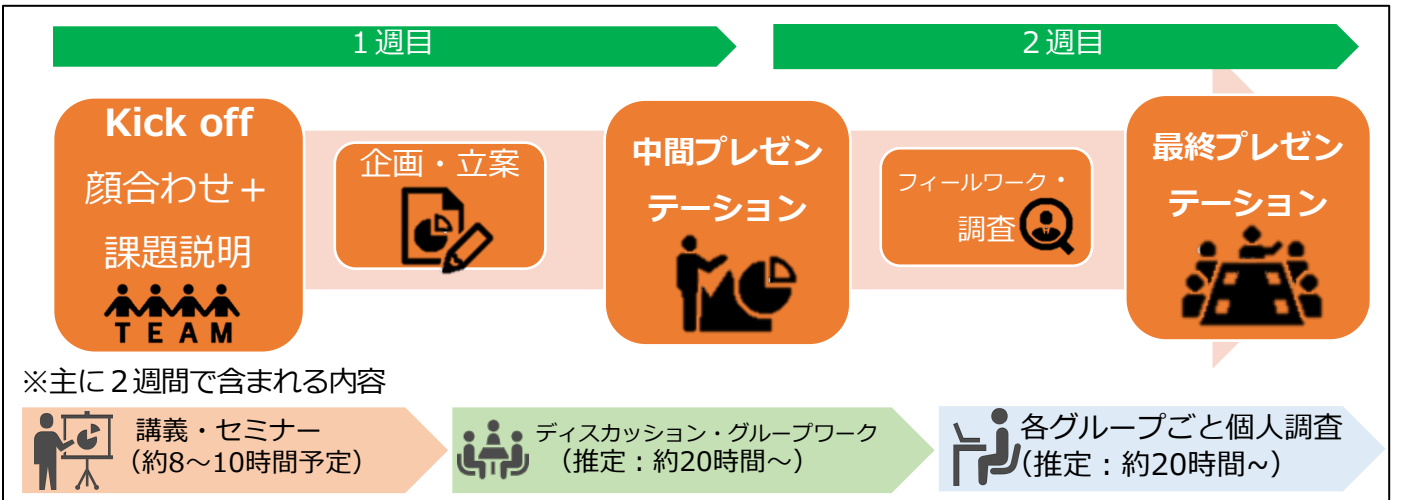 １週目
２週目
Kick off
顔合わせ＋
課題説明
TEAM
企画・立案
中間プレゼン
テーション
フィールワーク・
調査
最終プレゼン
テーション
※主に２週間で含まれる内容
講義・セミナー
（約8～10時間予定）
ディスカッション・グループワーク
（推定：約20時間～）
各グループごと個人調査
（推定：約20時間~）